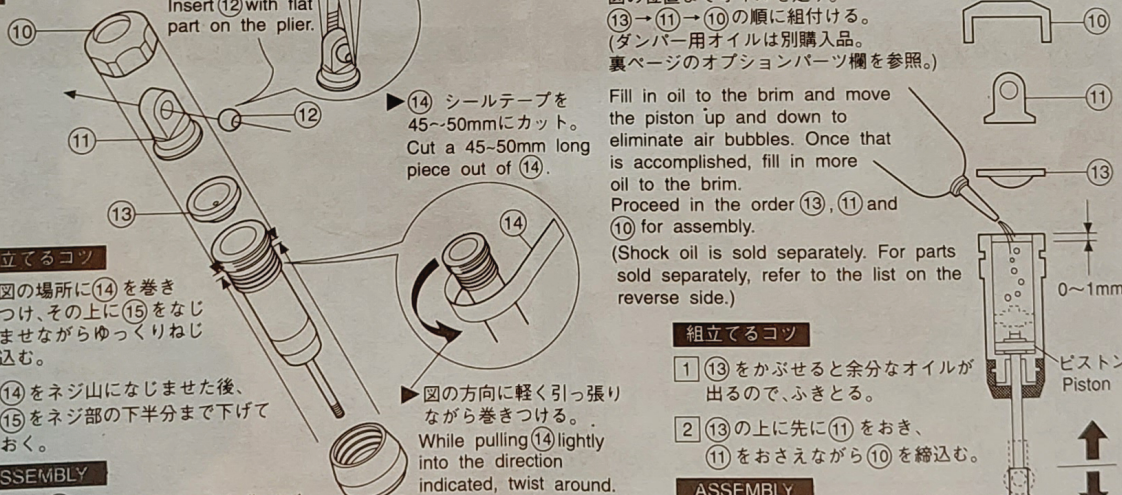 ⑩
Insert ⑫ with flat
part on the plier.
⑫
⑪
⑬
▶⑭ シールテープを
45~50mmにカット。
Cut a 45~50mm long
piece out of ⑭.
⑭
立てるコツ
図の場所に⑭を巻き
つけ、その上に⑮をなじ
ませながらゆっくりねじ
込む。
⑭をネジ山になじませた後、
⑮をネジ部の下半分まで下げて
おく。
ASSEMBLY
▶図の方向に軽く引っ張り
ながら巻きつける。
While pulling ⑭ lightly
into the direction
indicated, twist around.
⑬→⑪→⑩の順に組付ける。
(ダンパー用オイルは別購入品。
裏ページのオプションパーツ欄を参照。)
Fill in oil to the brim and move
the piston up and down to
eliminate air bubbles. Once that
is accomplished, fill in more
oil to the brim.
Proceed in the order ⑬, ⑪ and
⑩ for assembly.
(Shock oil is sold separately. For parts
sold separately, refer to the list on the
reverse side.)
組立てるコツ
1 ⑬をかぶせると余分なオイルが
出るので、ふきとる。
2 ⑬の上に先に⑪をおき、
⑪をおさえながら⑩を締込む。
ASSEMBLY
⑩
⑪
⑬
0~1mm
ピストン
Piston